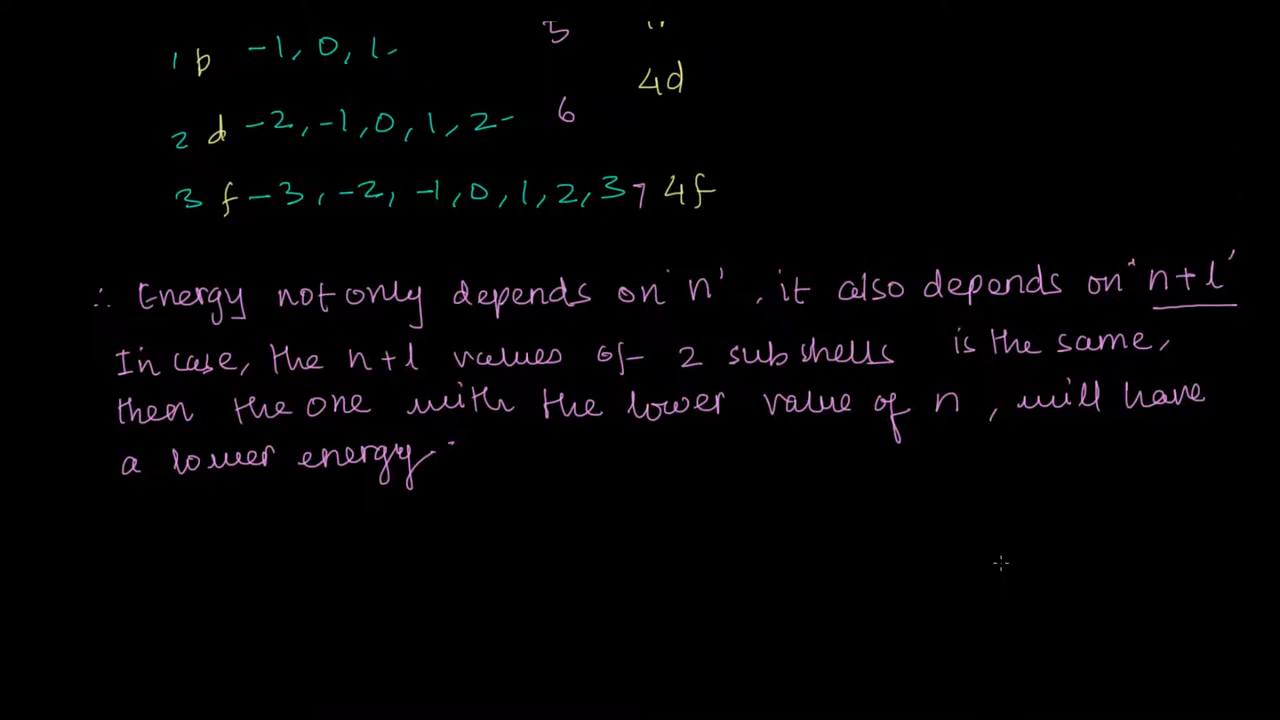 1 p -1, 0, 1- 5
4d
2 d -2, -1, 0, 1, 2- 6
3 f -3, -2, -1, 0, 1, 2, 3 7 4f
∴ Energy not only depends on 'n', it also depends on 'n+l'
In case, the n+l values of 2 subshells is the same,
then the one with the lower value of n, will have
a lower energy.